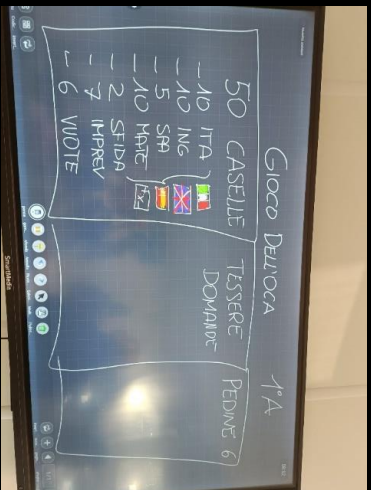 GIOCO DELL'OCA 1°A
50 CASELLE
- 10 ITA
- 10 ING
- 5 SPA
- 10 MATE
- 2 SFIDA
- 7 IMPREV
- 6 VUOTE
TESSERE
DOMANDE
PEDINE 6
SmartMedia